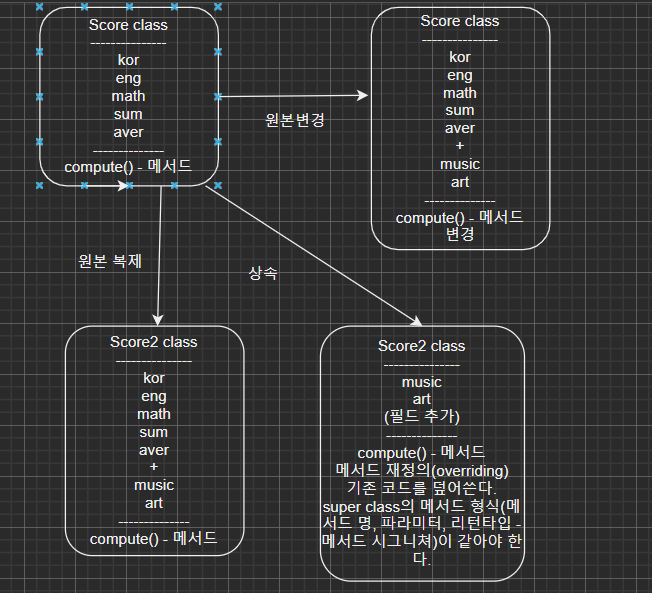 Score class
---------------
kor
eng
math
sum
aver
--------------
compute() - 메서드
원본변경
Score class
---------------
kor
eng
math
sum
aver
+
music
art
--------------
compute() - 메서드
변경
원본 복제
상속
Score2 class
---------------
kor
eng
math
sum
aver
+
music
art
--------------
compute() - 메서드
Score2 class
---------------
music
art
(필드 추가)
--------------
compute() - 메서드
메서드 재정의(overriding)
기존 코드를 덮어쓴다.
super class의 메서드 형식(메
서드 명, 파라미터, 리턴타입 -
메서드 시그니쳐)이 같아야 한
다.